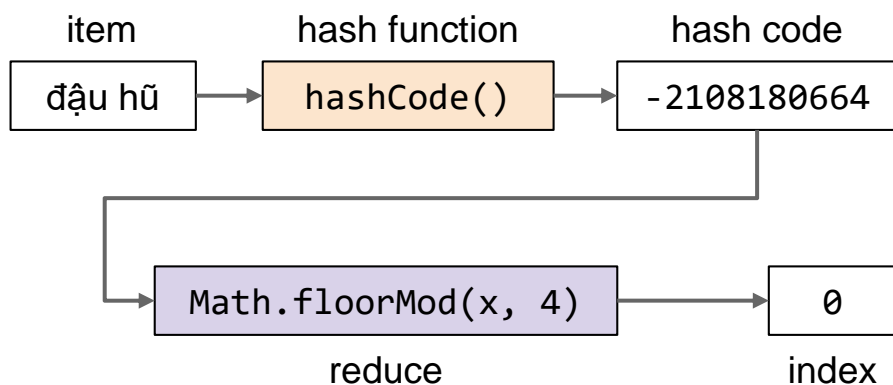 item
hash function
hash code
đậu hũ
hashCode()
-2108180664
Math.floorMod(x, 4)
0
reduce
index